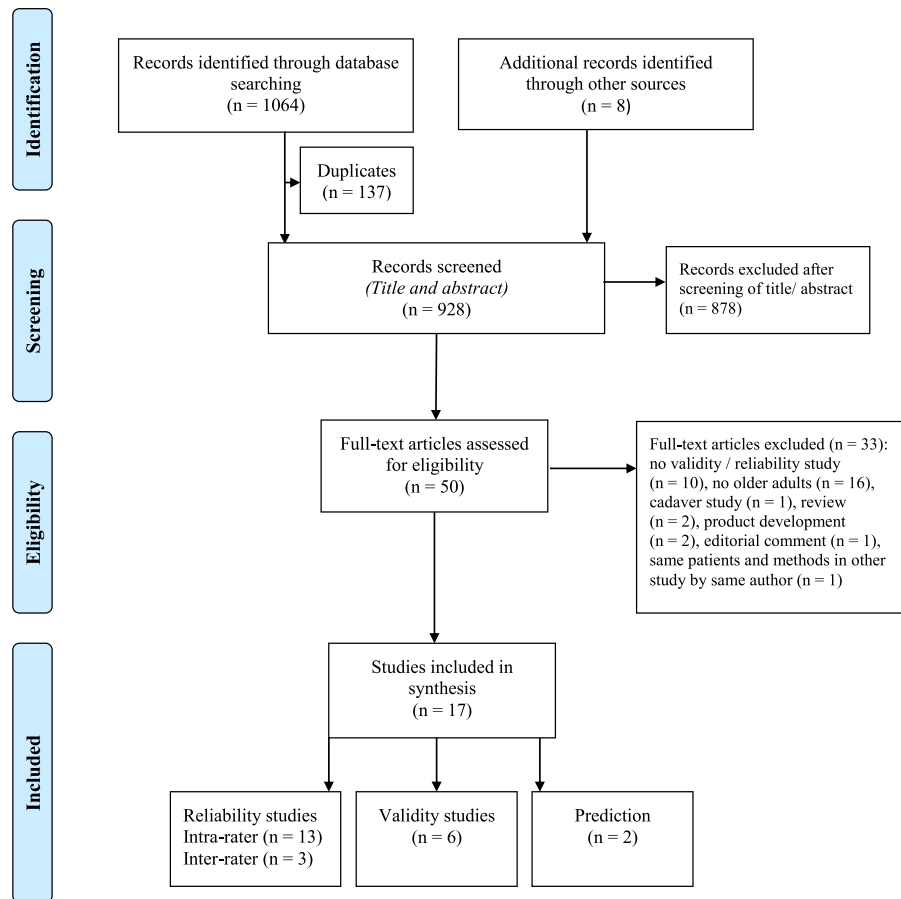 Identification
Records identified through database
searching
(n = 1064)
Additional records identified
through other sources
(n = 8)
Duplicates
(n = 137)
Screening
Records screened
(Title and abstract)
(n = 928)
Records excluded after
screening of title/ abstract
(n = 878)
Eligibility
Full-text articles assessed
for eligibility
(n = 50)
Full-text articles excluded (n = 33):
no validity / reliability study
(n = 10), no older adults (n = 16),
cadaver study (n = 1), review
(n = 2), product development
(n = 2), editorial comment (n = 1),
same patients and methods in other
study by same author (n = 1)
Included
Studies included in
synthesis
(n = 17)
Reliability studies
Intra-rater (n = 13)
Inter-rater (n = 3)
Validity studies
(n = 6)
Prediction
(n = 2)